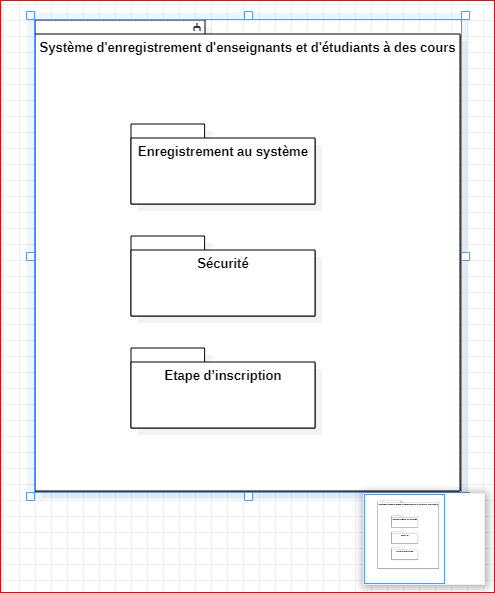 Système d'enregistrement d'enseignants et d'étudiants à des cours
Enregistrement au système
Sécurité
Etape d’inscription